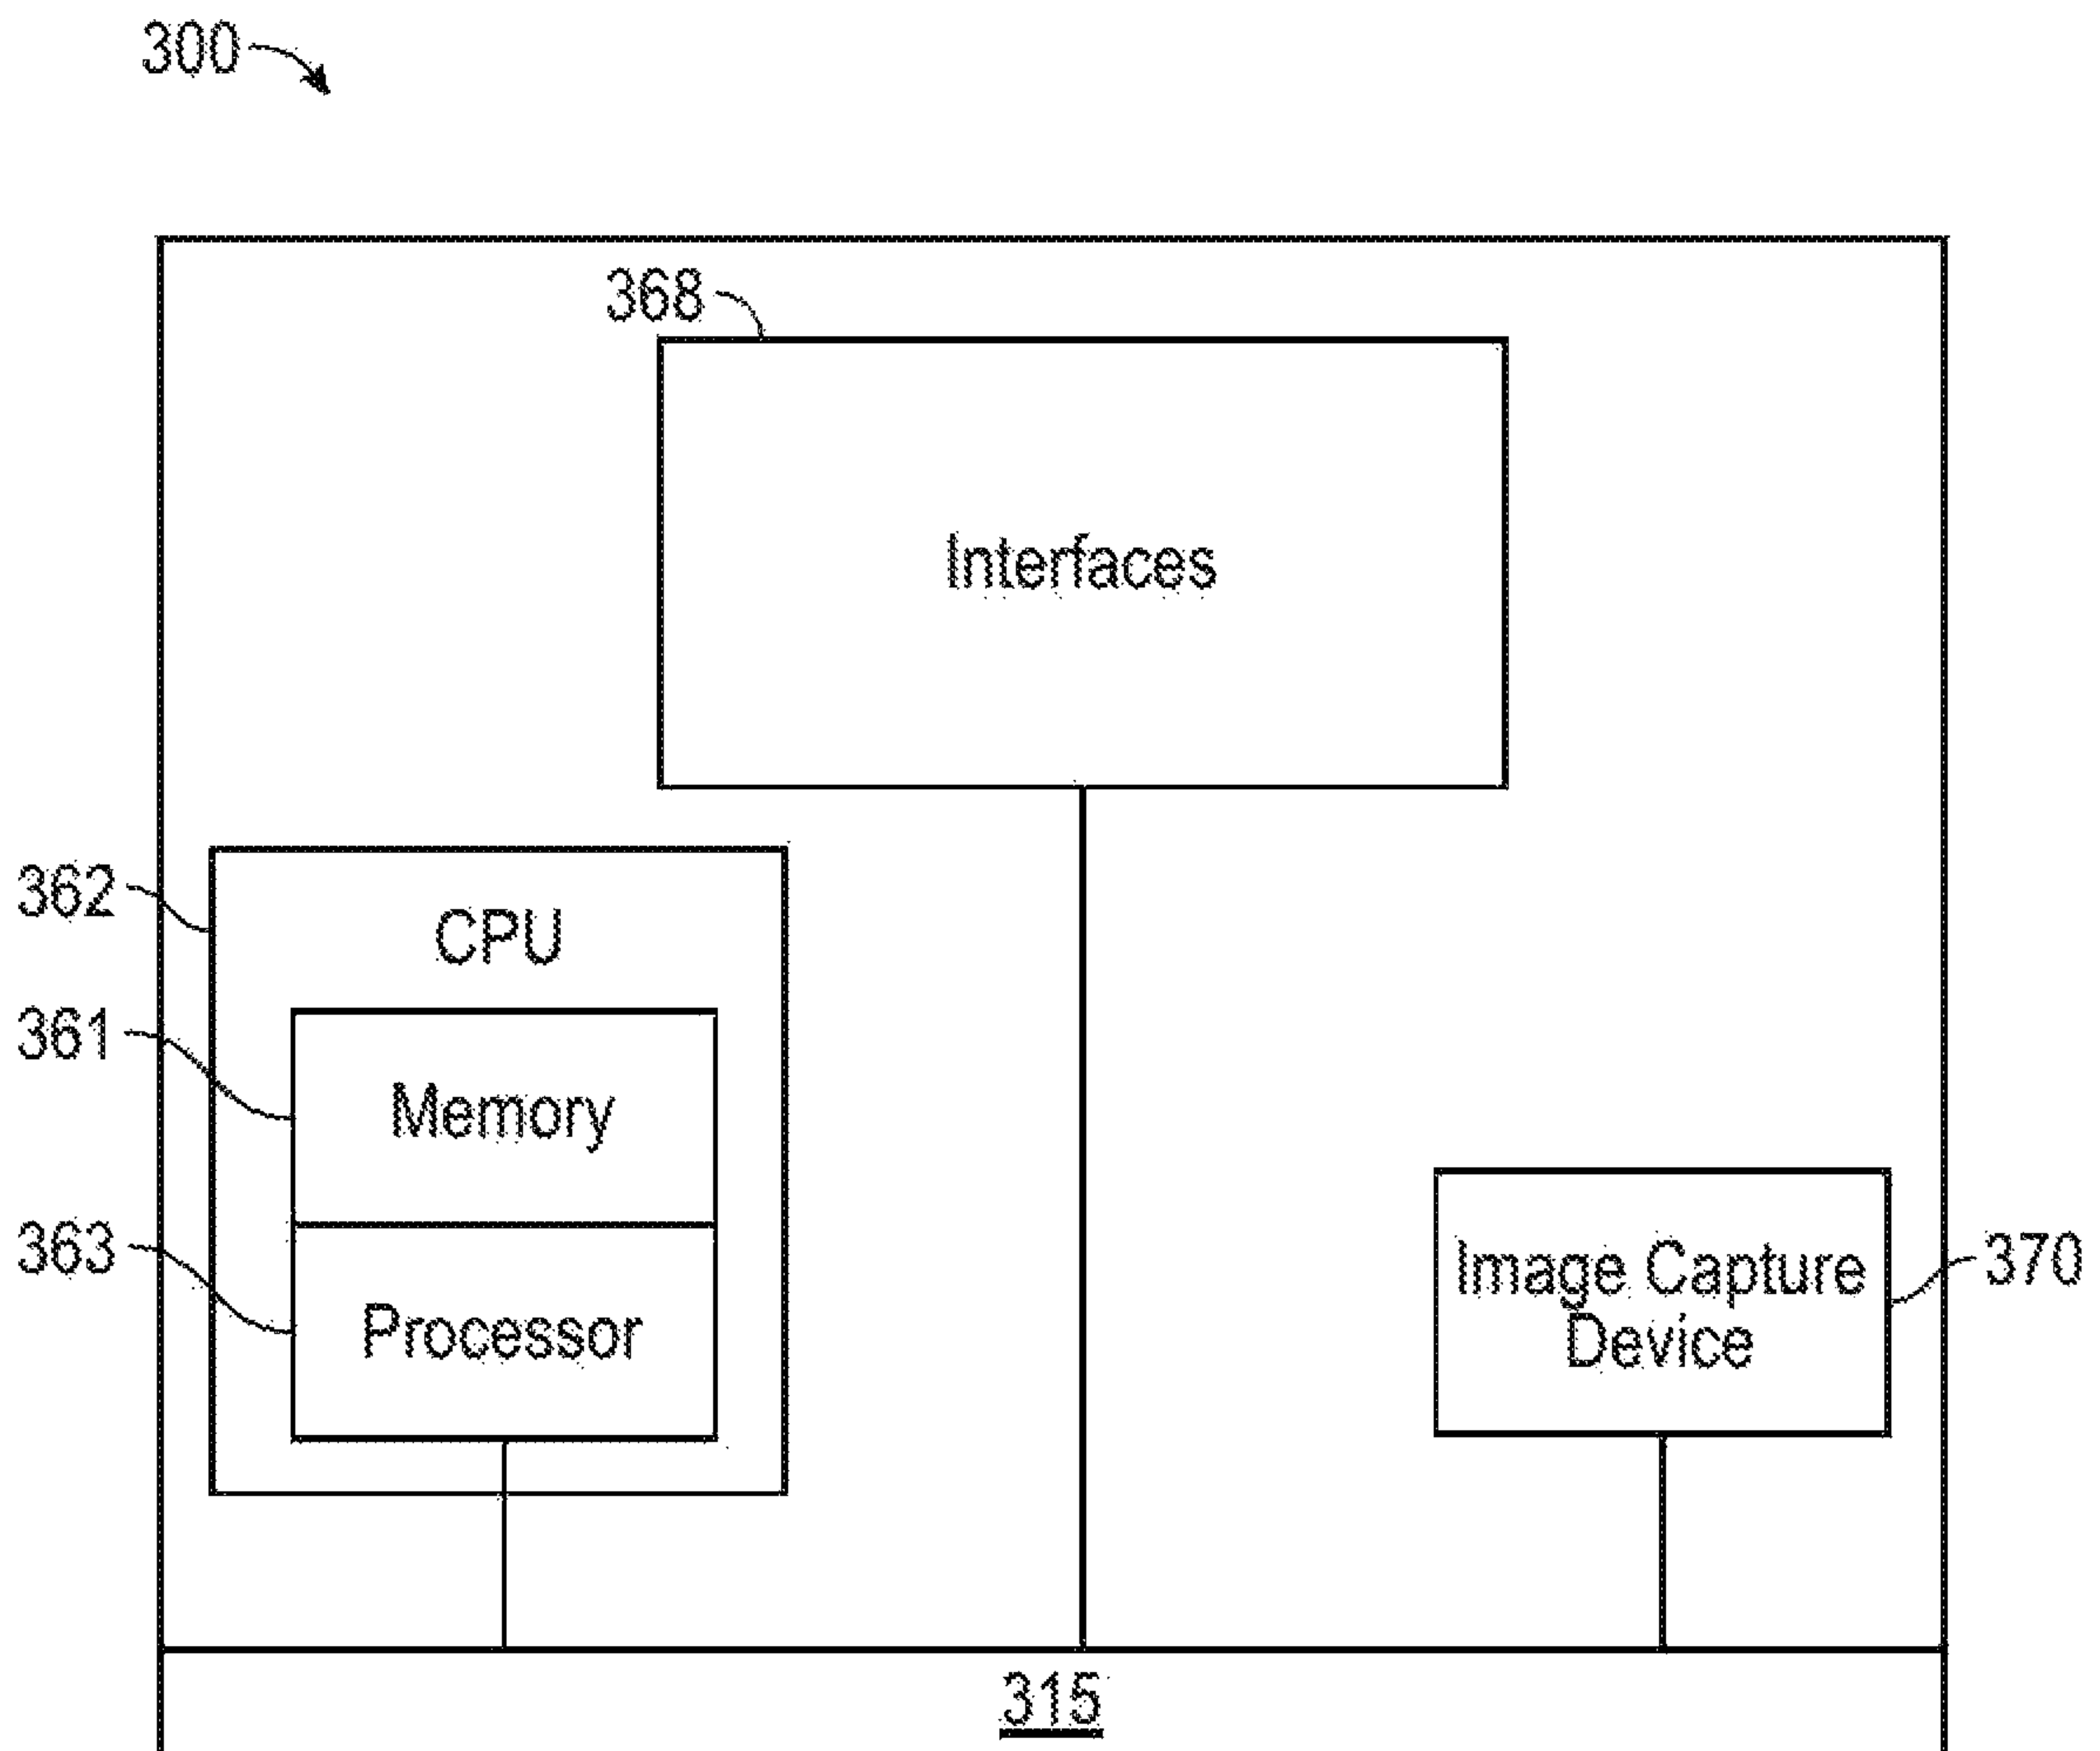 300
368
Interfaces
362
CPU
361
Memory
363
Processor
Image Capture
Device
370
315